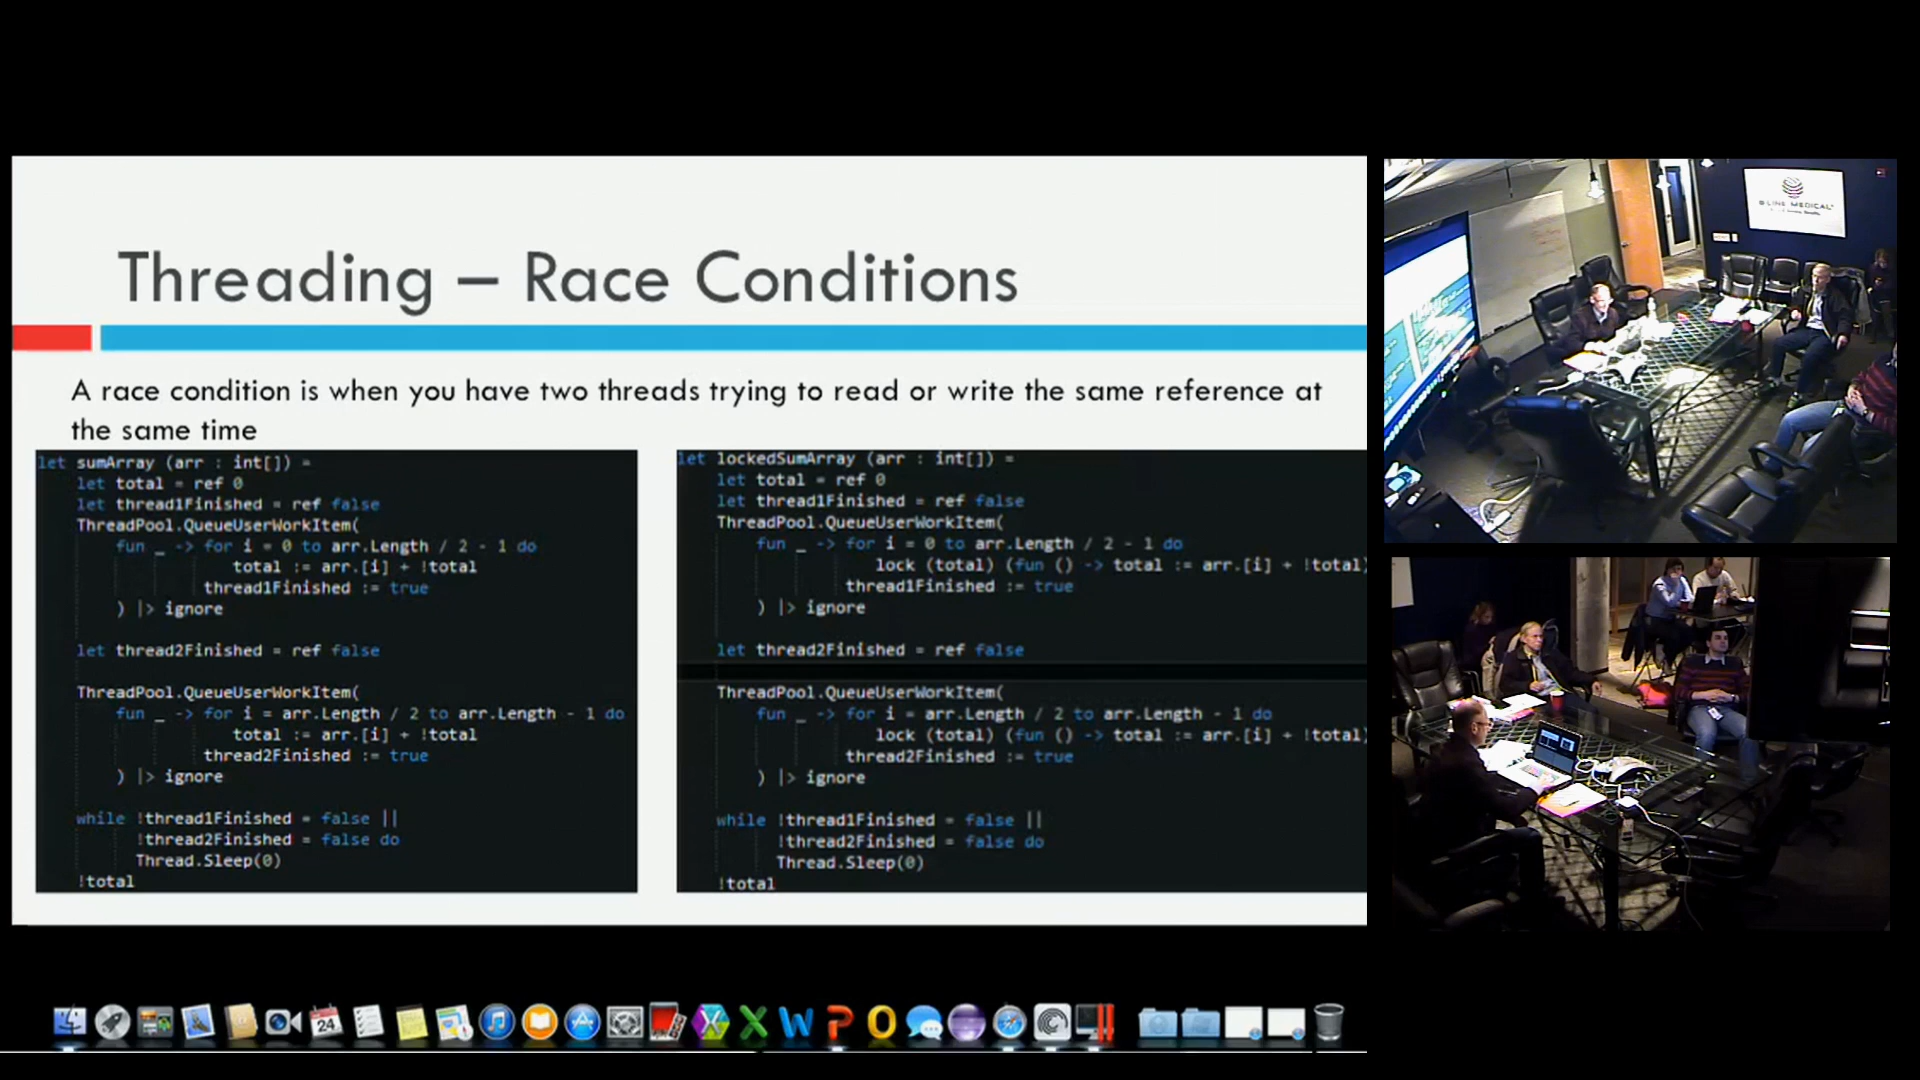 Threading – Race Conditions
A race condition is when you have two threads trying to read or write the same reference at
the same time
let sumArray (arr : int[]) =
    let total = ref 0
    let thread1Finished = ref false
    ThreadPool.QueueUserWorkItem(
        fun _ -> for i = 0 to arr.Length / 2 - 1 do
                    total := arr.[i] + !total
                 thread1Finished := true
        ) |> ignore
    let thread2Finished = ref false
    ThreadPool.QueueUserWorkItem(
        fun _ -> for i = arr.Length / 2 to arr.Length - 1 do
                    total := arr.[i] + !total
                 thread2Finished := true
        ) |> ignore
    while !thread1Finished = false ||
          !thread2Finished = false do
          Thread.Sleep(0)
    !total
let lockedSumArray (arr : int[]) =
    let total = ref 0
    let thread1Finished = ref false
    ThreadPool.QueueUserWorkItem(
        fun _ -> for i = 0 to arr.Length / 2 - 1 do
                    lock (total) (fun () -> total := arr.[i] + !total)
                 thread1Finished := true
        ) |> ignore
    let thread2Finished = ref false
    ThreadPool.QueueUserWorkItem(
        fun _ -> for i = arr.Length / 2 to arr.Length - 1 do
                    lock (total) (fun () -> total := arr.[i] + !total)
                 thread2Finished := true
        ) |> ignore
    while !thread1Finished = false ||
          !thread2Finished = false do
          Thread.Sleep(0)
    !total
B-LINE MEDICAL
24